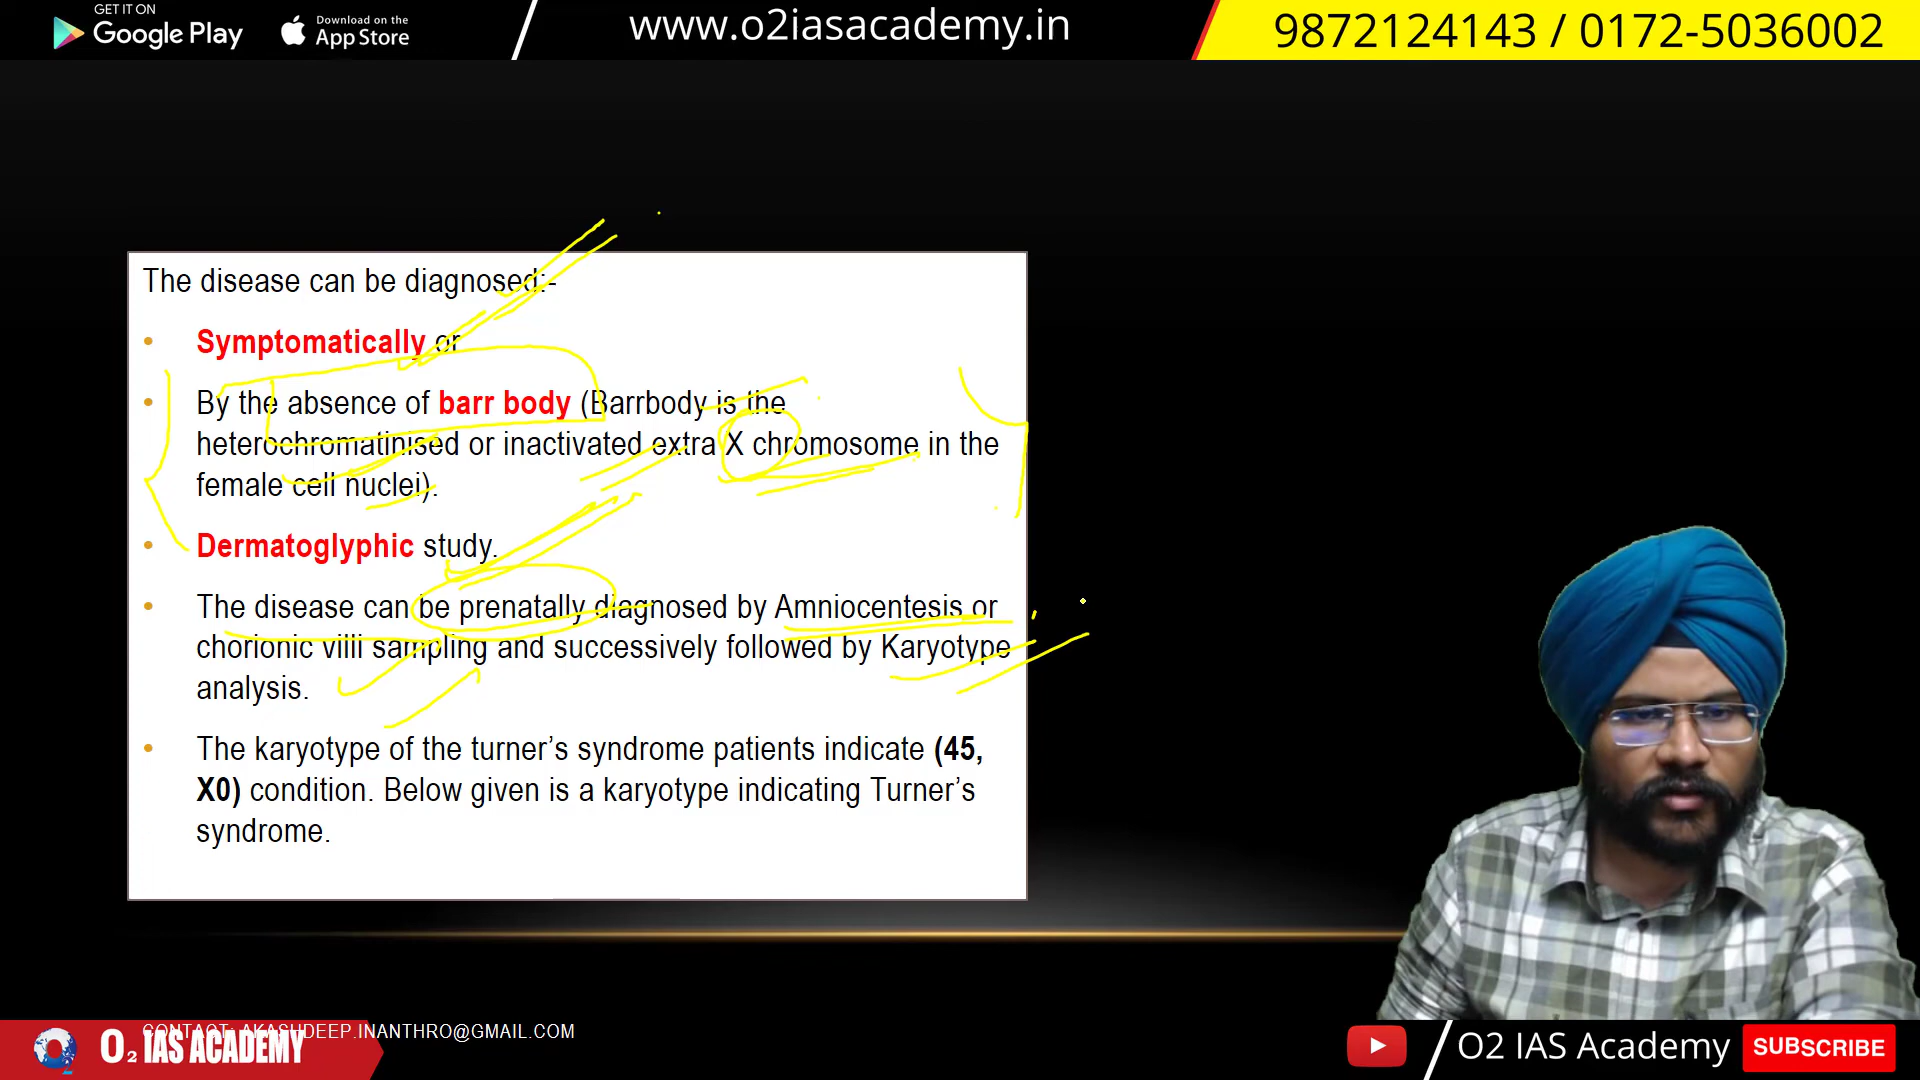 GET IT ON
Google Play
Download on the
App Store
www.o2iasacademy.in
9872124143 / 0172-5036002
The disease can be diagnosed:-
• Symptomatically or
• By the absence of barr body (Barrbody is the
heterochromatinised or inactivated extra X chromosome in the
female cell nuclei).
• Dermatoglyphic study.
• The disease can be prenatally diagnosed by Amniocentesis or
chorionic villi sampling and successively followed by Karyotype
analysis.
• The karyotype of the turner’s syndrome patients indicate (45,
X0) condition. Below given is a karyotype indicating Turner’s
syndrome.
CONTACT: AKASHDEEP.INANTHRO@GMAIL.COM
O2 IAS ACADEMY
O2 IAS Academy
SUBSCRIBE